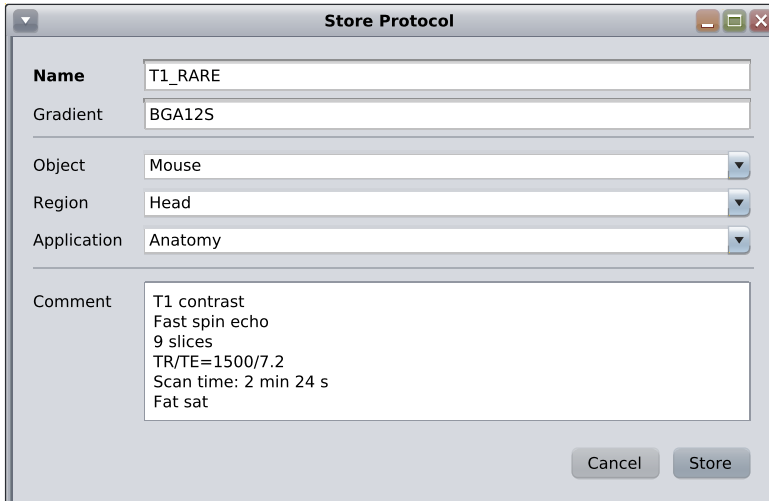 Store Protocol
Name T1_RARE
Gradient BGA12S
Object Mouse
Region Head
Application Anatomy
Comment T1 contrast
Fast spin echo
9 slices
TR/TE=1500/7.2
Scan time: 2 min 24 s
Fat sat
Cancel Store